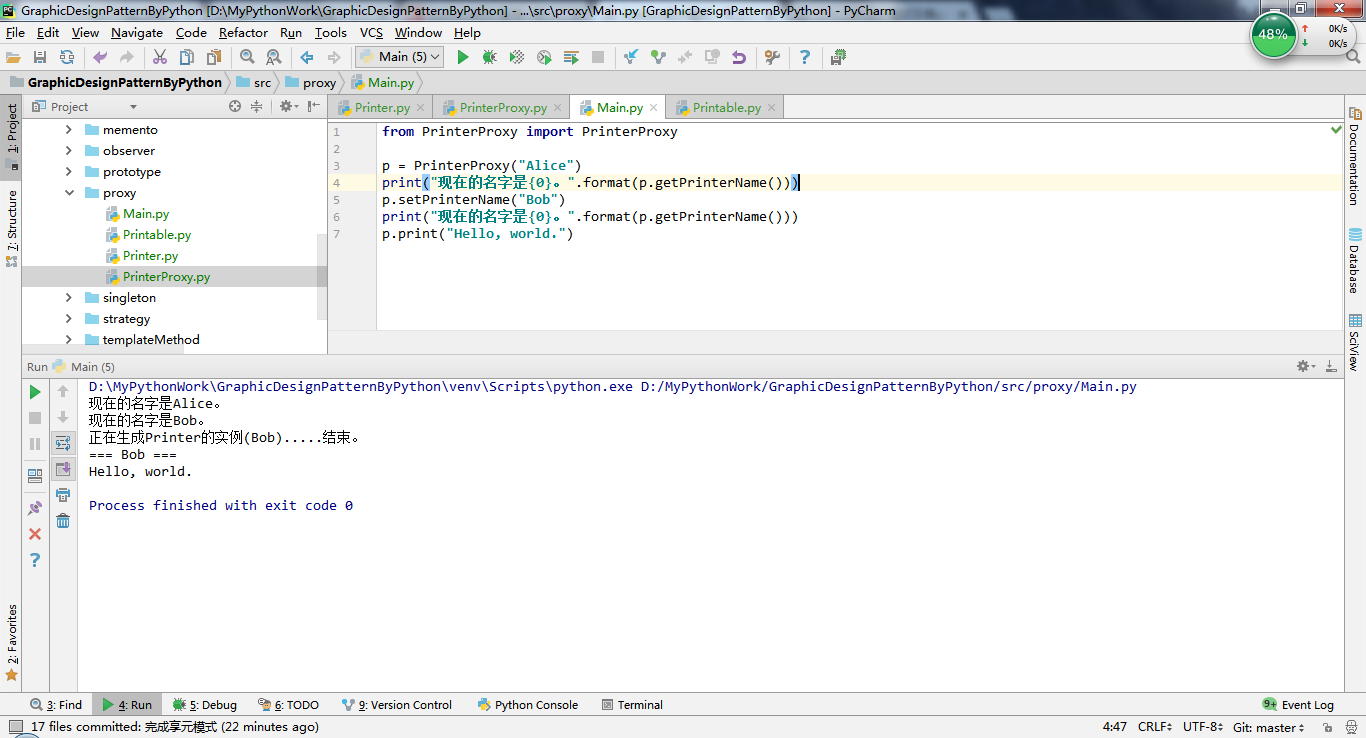 GraphicDesignPatternByPython [D:\MyPythonWork\GraphicDesignPatternByPython] - ...\src\proxy\Main.py [GraphicDesignPatternByPython] - PyCharm
File Edit View Navigate Code Refactor Run Tools VCS Window Help
48% 0K/s
0K/s
Main (5)
GraphicDesignPatternByPython src proxy Main.py
Project
Printer.py PrinterProxy.py Main.py Printable.py
1: Project
7: Structure
2: Favorites
memento
observer
prototype
proxy
Main.py
Printable.py
Printer.py
PrinterProxy.py
singleton
strategy
templateMethod
1 from PrinterProxy import PrinterProxy
2
3 p = PrinterProxy("Alice")
4 print("现在的名字是{0}。".format(p.getPrinterName()))
5 p.setPrinterName("Bob")
6 print("现在的名字是{0}。".format(p.getPrinterName()))
7 p.print("Hello, world.")
Documentation
Database
SciView
Run Main (5)
D:\MyPythonWork\GraphicDesignPatternByPython\venv\Scripts\python.exe D:/MyPythonWork/GraphicDesignPatternByPython/src/proxy/Main.py
现在的名字是Alice。
现在的名字是Bob。
正在生成Printer的实例(Bob).....结束。
=== Bob ===
Hello, world.
Process finished with exit code 0
3: Find 4: Run 5: Debug 6: TODO 9: Version Control Python Console Terminal 9+ Event Log
17 files committed: 完成享元模式 (22 minutes ago) 4:47 CRLF UTF-8 Git: master